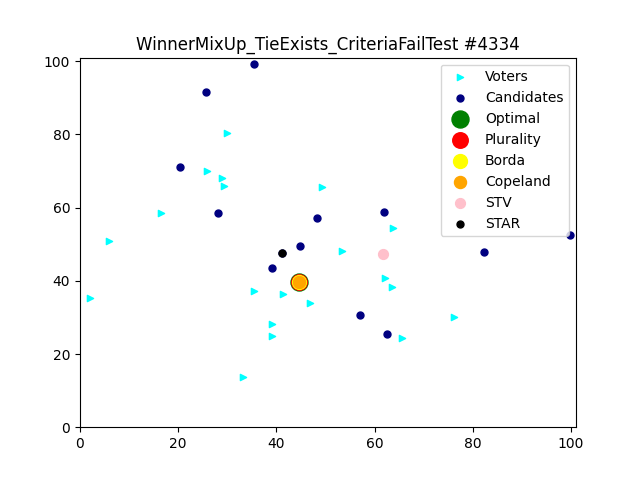 WinnerMixUp_TieExists_CriteriaFailTest #4334
Voters
Candidates
Optimal
Plurality
Borda
Copeland
STV
STAR
100
80
60
40
20
0
0 20 40 60 80 100